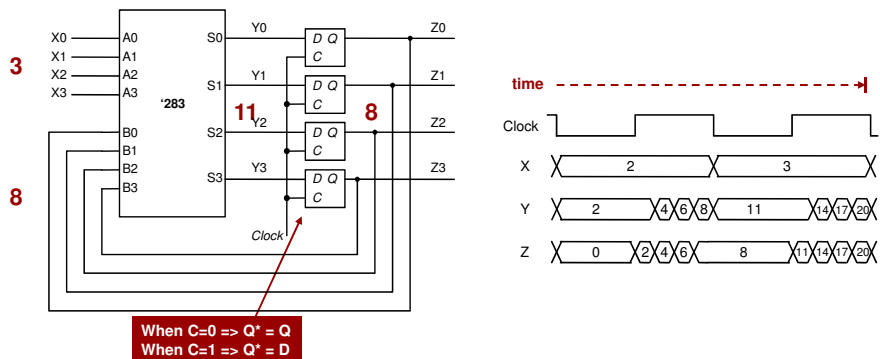 Y0 Z0
X0 A0 S0 D Q
X1 A1 C
3 X2 A2 Y1 Z1
X3 A3 S1 D Q
'283 11 C 8
Y2 Z2
B0 S2 D Q
B1 C
B2 Y3 Z3
8 B3 S3 D Q
C
Clock
When C=0 => Q* = Q
When C=1 => Q* = D
time
Clock
X 2 3
Y 2 4 6 8 11 14 17 20
Z 0 2 4 6 8 11 14 17 20